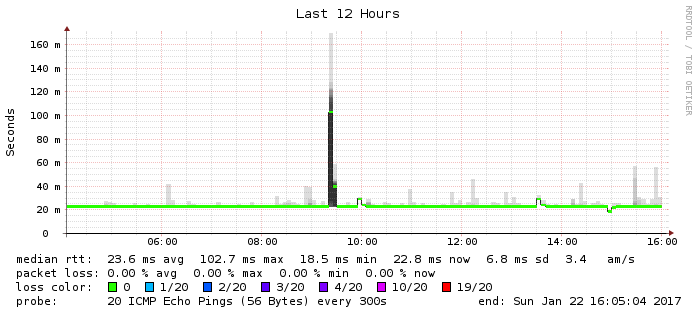 Last 12 Hours
RRDTOOL / TOBI OETIKER
Seconds
160 m
140 m
120 m
100 m
80 m
60 m
40 m
20 m
0
06:00 08:00 10:00 12:00 14:00 16:00
median rtt: 23.6 ms avg 102.7 ms max 18.5 ms min 22.8 ms now 6.8 ms sd 3.4 am/s
packet loss: 0.00 % avg 0.00 % max 0.00 % min 0.00 % now
loss color: 0 1/20 2/20 3/20 4/20 10/20 19/20
probe: 20 ICMP Echo Pings (56 Bytes) every 300s end: Sun Jan 22 16:05:04 2017